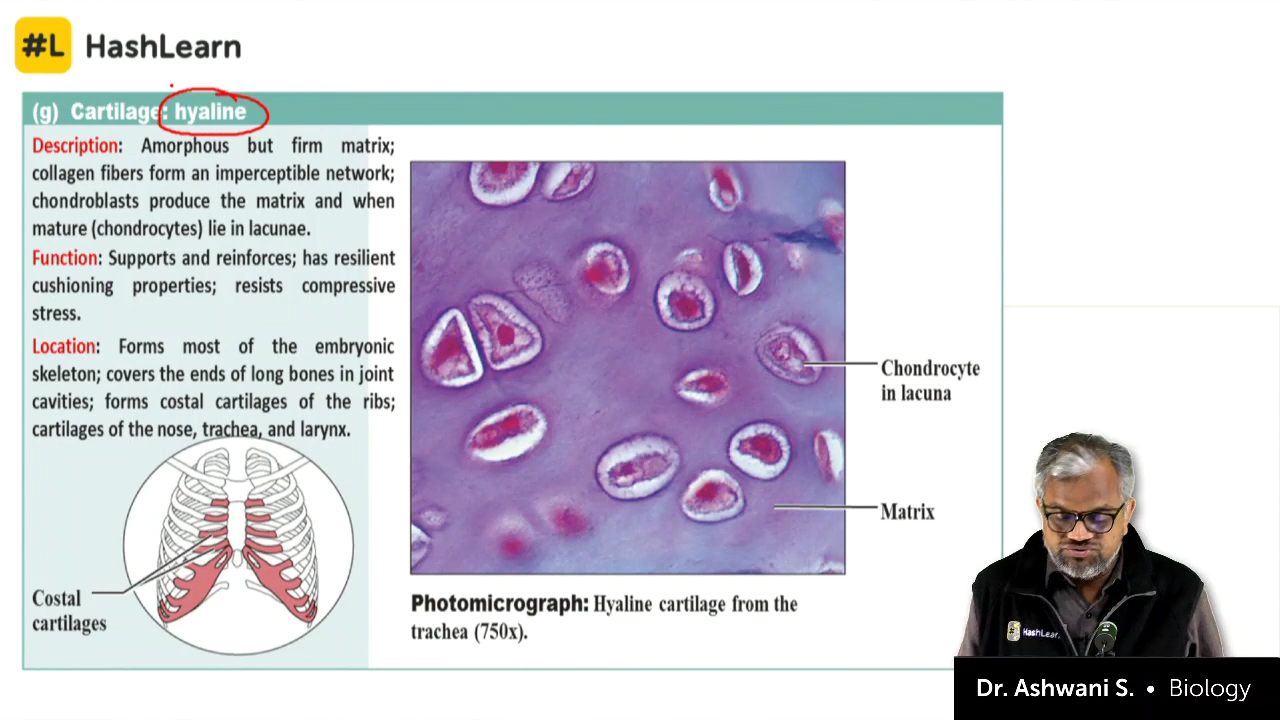 #L HashLearn
(g) Cartilage: hyaline
Description: Amorphous but firm matrix;
collagen fibers form an imperceptible network;
chondroblasts produce the matrix and when
mature (chondrocytes) lie in lacunae.
Function: Supports and reinforces; has resilient
cushioning properties; resists compressive
stress.
Location: Forms most of the embryonic
skeleton; covers the ends of long bones in joint
cavities; forms costal cartilages of the ribs;
cartilages of the nose, trachea, and larynx.
Costal
cartilages
Chondrocyte
in lacuna
Matrix
Photomicrograph: Hyaline cartilage from the
trachea (750x).
#L HashLearn
Dr. Ashwani S. • Biology